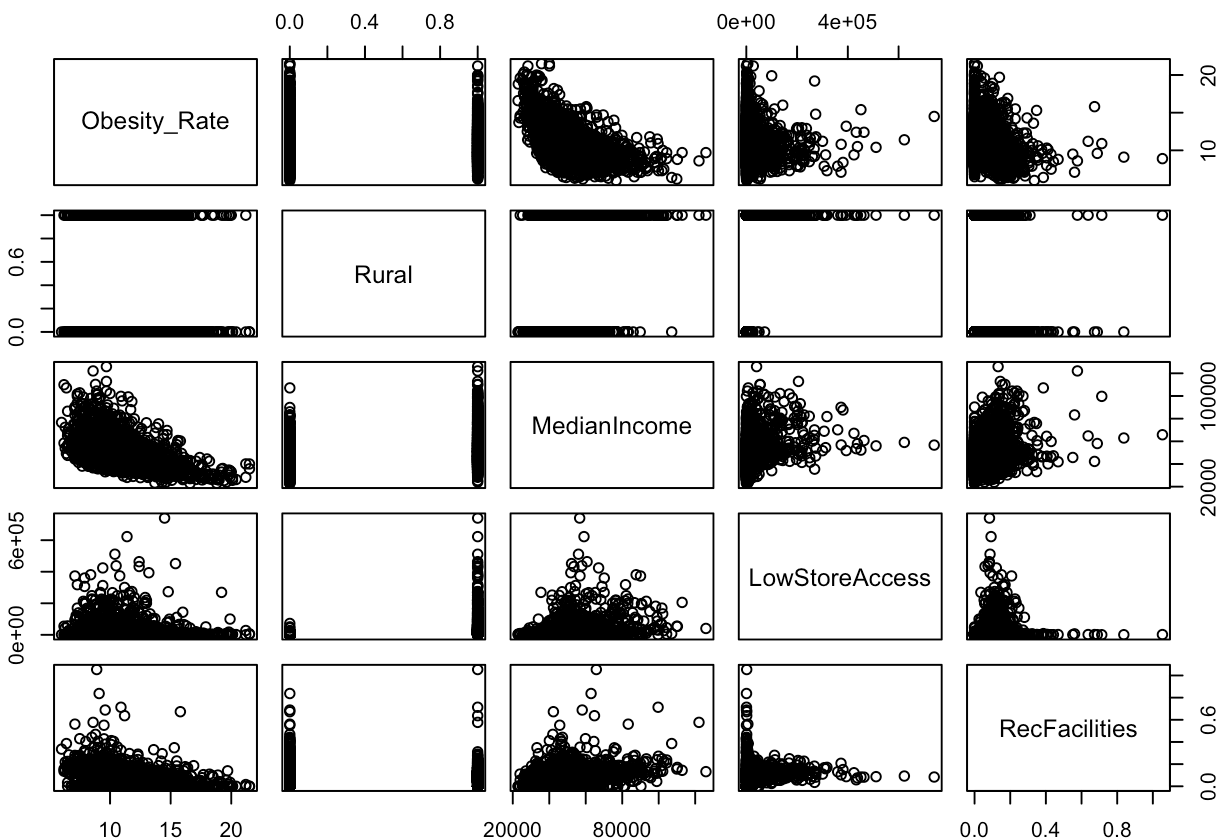 0.0 0.4 0.8 0e+00 4e+05
Obesity_Rate 10 20
0.0 0.6 Rural
MedianIncome 20000 100000
0e+00 6e+05 LowStoreAccess
RecFacilities 0.0 0.6
10 15 20 20000 80000 0.0 0.4 0.8